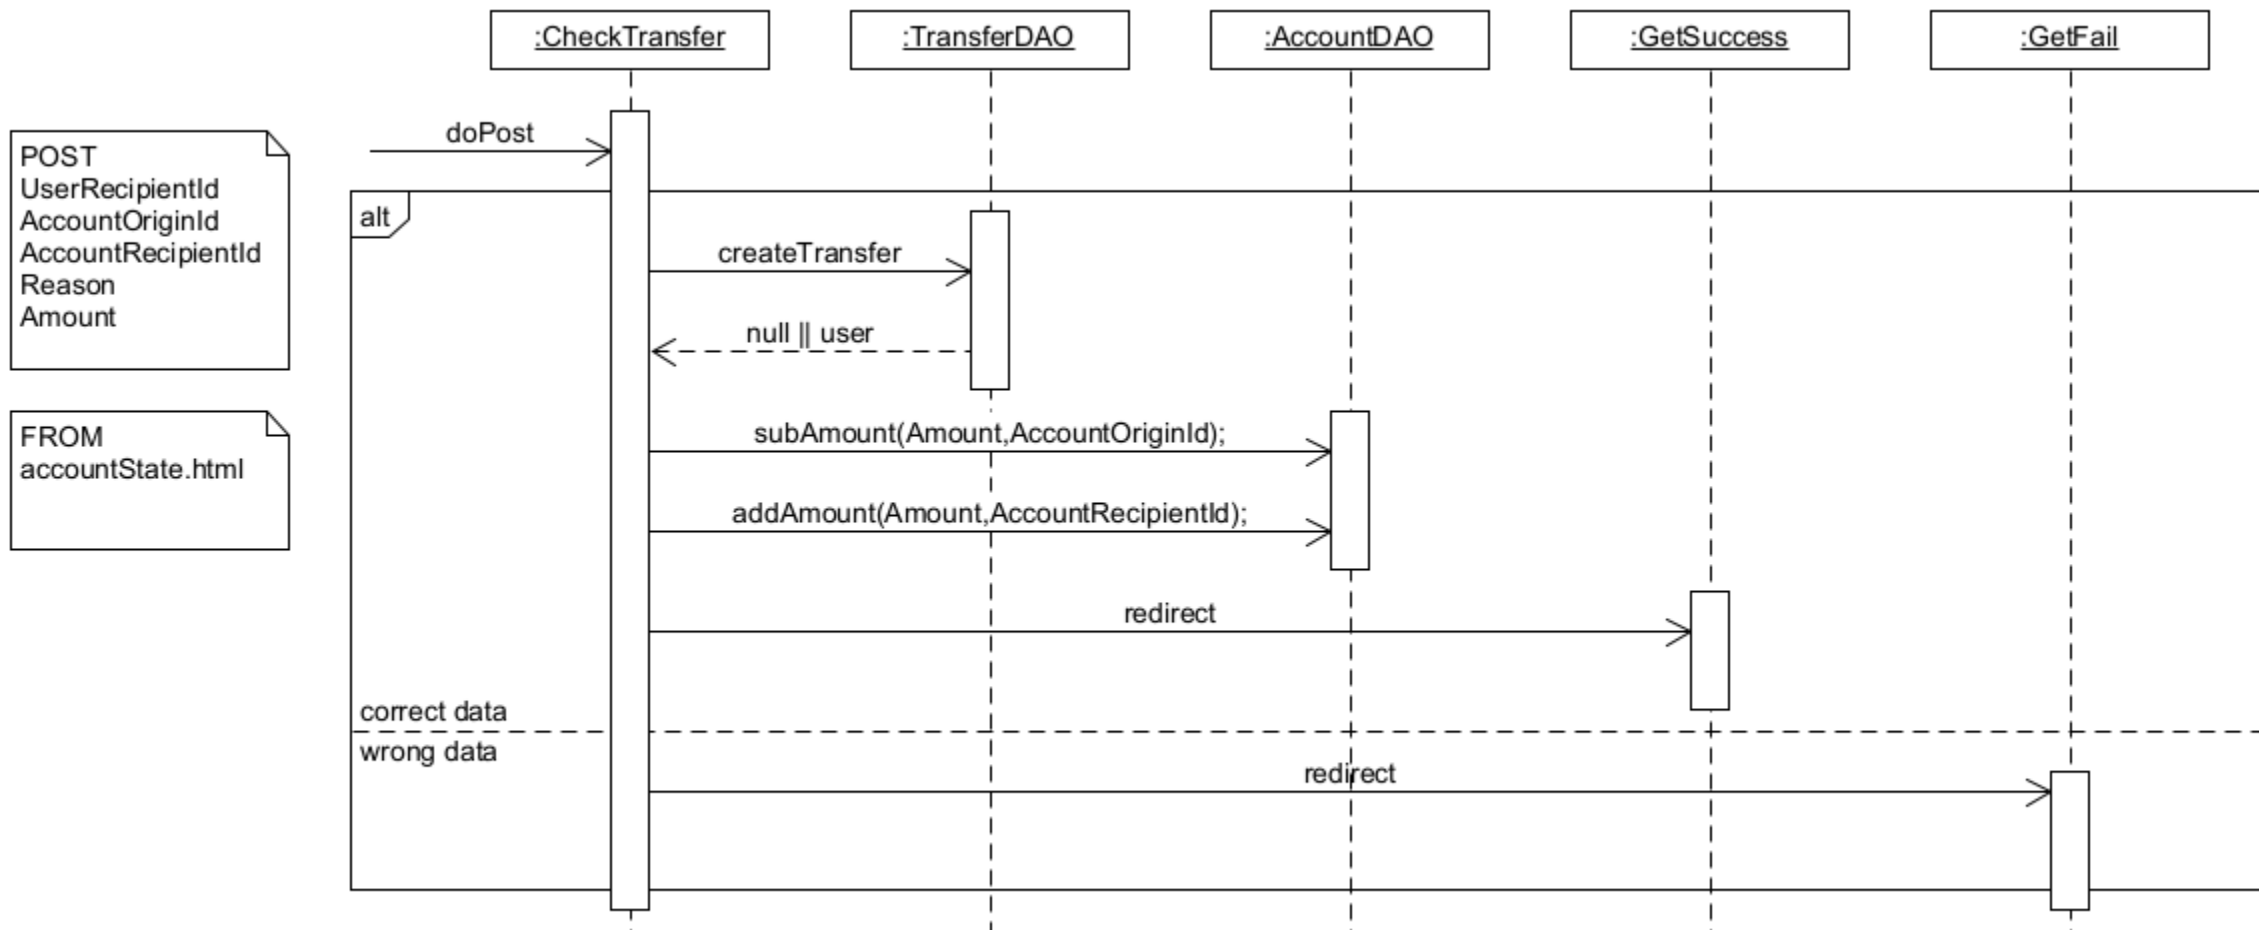 :CheckTransfer
:TransferDAO
:AccountDAO
:GetSuccess
:GetFail
doPost
POST
UserRecipientId
AccountOriginId
AccountRecipientId
Reason
Amount
alt
createTransfer
null || user
FROM
accountState.html
subAmount(Amount,AccountOriginId);
addAmount(Amount,AccountRecipientId);
redirect
correct data
wrong data
redirect